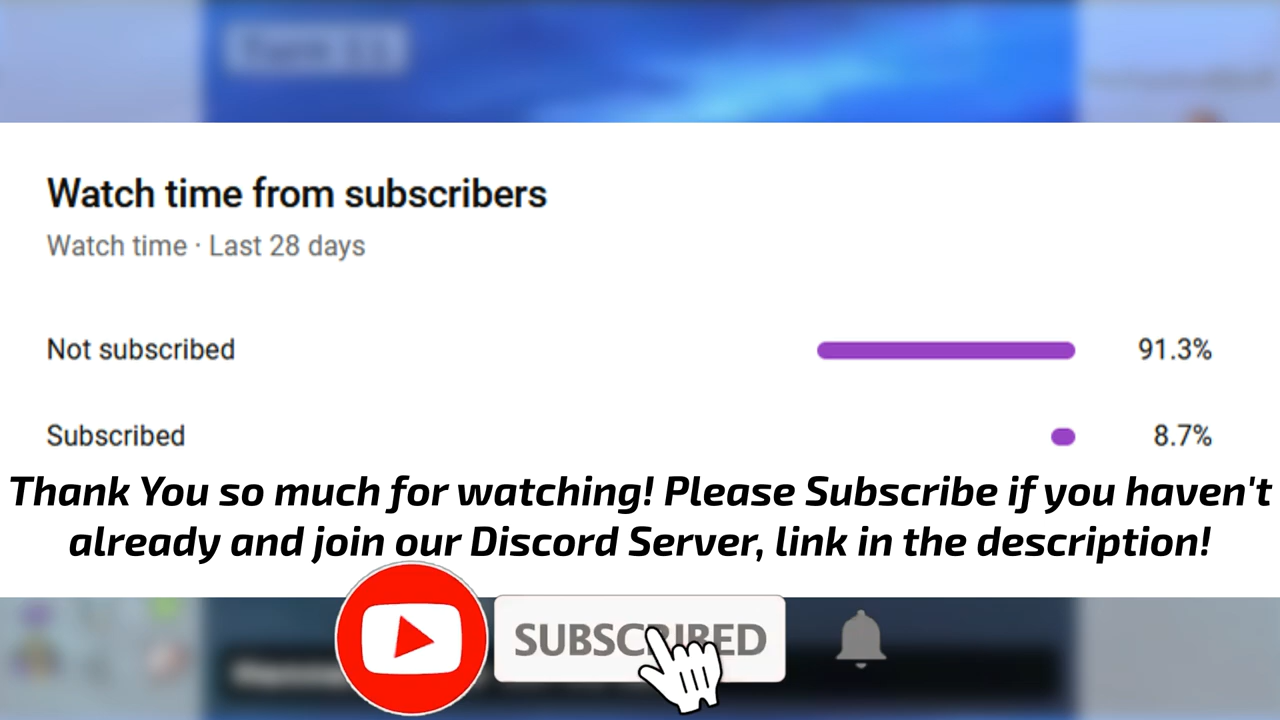 Watch time from subscribers
Watch time · Last 28 days
Not subscribed 91.3%
Subscribed 8.7%
Thank You so much for watching! Please Subscribe if you haven't
already and join our Discord Server, link in the description!
SUBSCRIBED